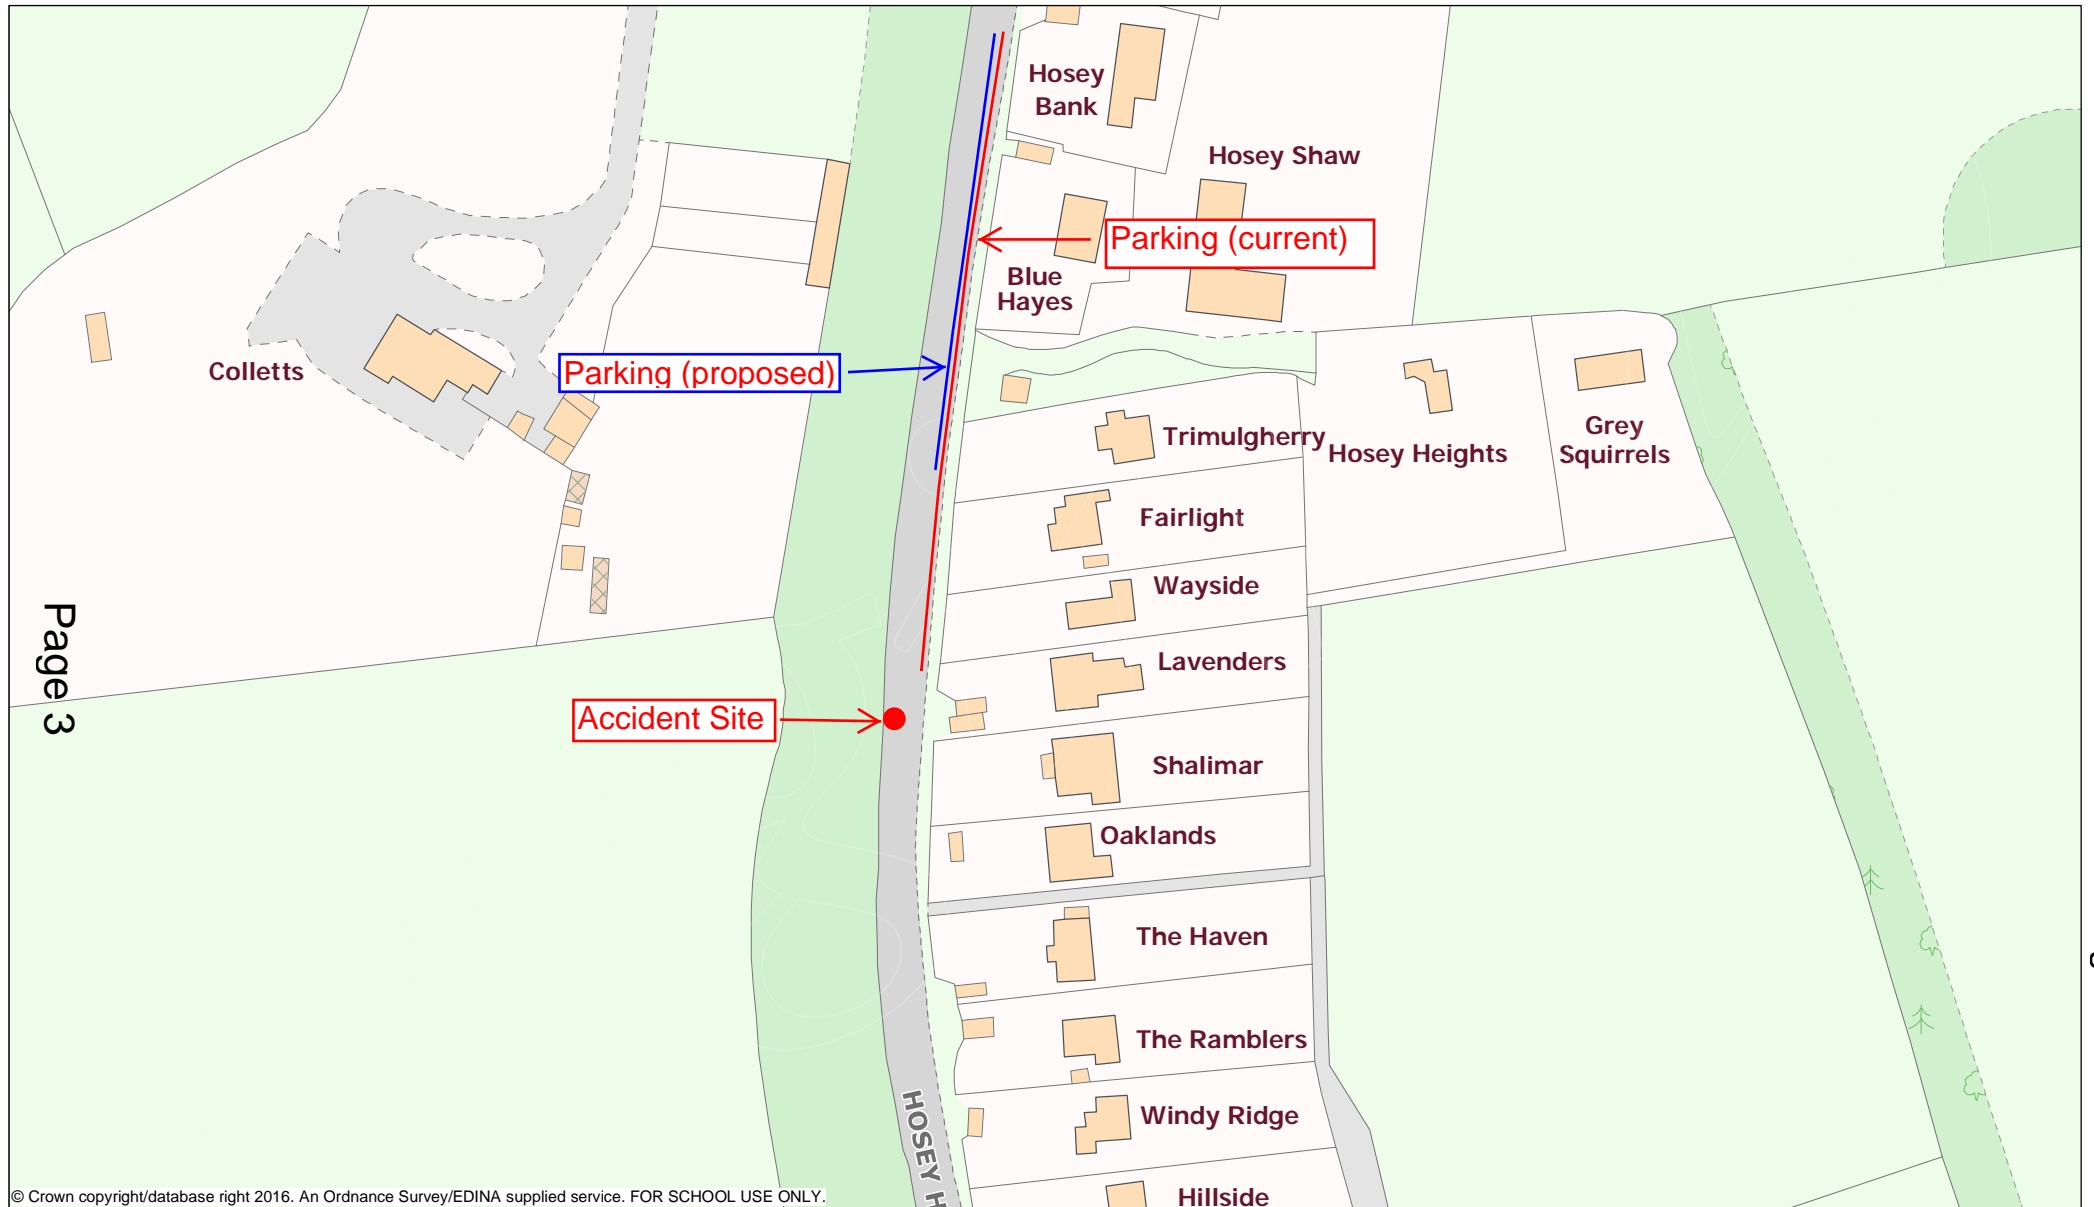 Hosey
Bank
Hosey Shaw
Parking (current)
Blue
Hayes
Parking (proposed)
Colletts
Trimulgherry
Hosey Heights
Grey
Squirrels
Fairlight
Wayside
Lavenders
Page 3
Accident Site
Shalimar
Oaklands
The Haven
The Ramblers
Windy Ridge
HOSEY H
Hillside
© Crown copyright/database right 2016. An Ordnance Survey/EDINA supplied service. FOR SCHOOL USE ONLY.